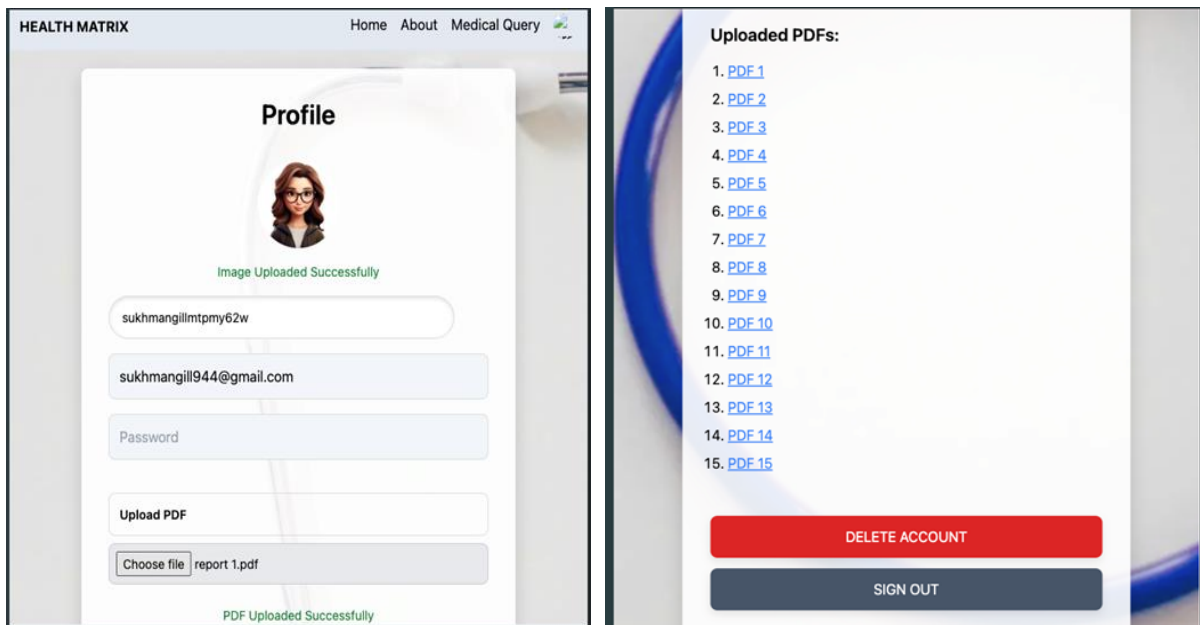 HEALTH MATRIX Home About Medical Query
Profile
Image Uploaded Successfully
sukhmangillmtpmy62w
sukhmangill944@gmail.com
Password
Upload PDF
Choose file report 1.pdf
PDF Uploaded Successfully
Uploaded PDFs:
1. PDF 1
2. PDF 2
3. PDF 3
4. PDF 4
5. PDF 5
6. PDF 6
7. PDF 7
8. PDF 8
9. PDF 9
10. PDF 10
11. PDF 11
12. PDF 12
13. PDF 13
14. PDF 14
15. PDF 15
DELETE ACCOUNT
SIGN OUT